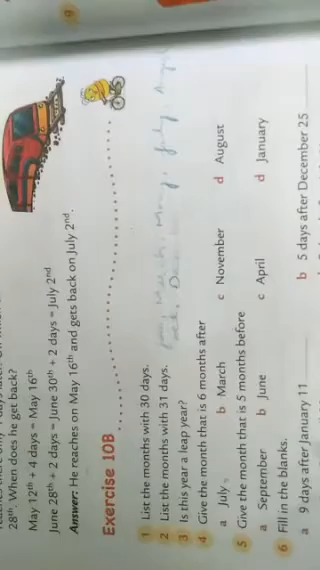 9
28th. When does he get back?
May 12th + 4 days = May 16th
June 28th + 2 days = June 30th + 2 days = July 2nd
Answer: He reaches on May 16th and gets back on July 2nd.
Exercise 10B
1 List the months with 30 days.
2 List the months with 31 days.
3 Is this year a leap year?
4 Give the month that is 6 months after
a July b March c November d August
5 Give the month that is 5 months before
a September b June c April d January
6 Fill in the blanks.
a 9 days after January 11
b 5 days after December 25